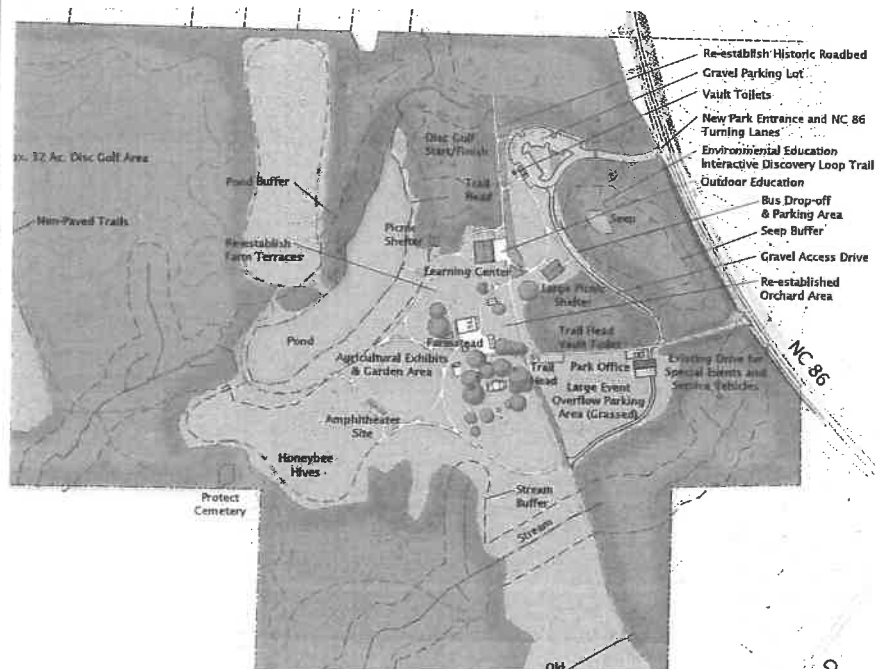 Re-establish Historic Roadbed
Gravel Parking Lot
Vault Toilets
New Park Entrance and NC 86
Turning Lanes
Environmental Education
Interactive Discovery Loop Trail
Outdoor Education
Bus Drop-off
& Parking Area
Seep Buffer
Gravel Access Drive
Re-established
Orchard Area
NC 86
Disc Golf
Start/Finish
32 Ac. Disc Golf Area
Pond Buffer
Trail
Head
Non-Paved Trails
Picnic
Shelter
Seep
Re-establish
Farm Terraces
Learning Center
Large Picnic
Shelter
Pond
Farmstead
Trail Head
Vault Toilet
Agricultural Exhibits
& Garden Area
Trail
Head
Park Office
Existing Drive for
Special Events and
Service Vehicles
Large Event
Overflow Parking
Area (Grassed)
Amphitheater
Site
Honeybee
Hives
Protect
Cemetery
Stream
Buffer
Stream
Old